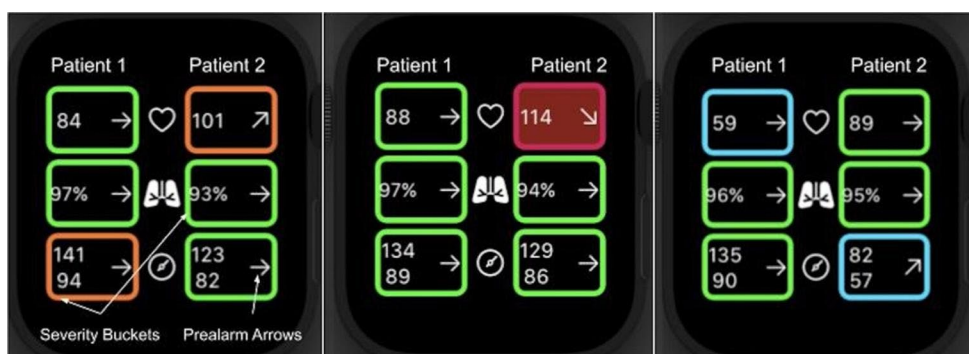 Patient 1 Patient 2
84 → 101 ↗
97% → 93% →
141 123
94 → 82 →
Severity Buckets Prealarm Arrows
Patient 1 Patient 2
88 → 114 ↘
97% → 94% →
134 129
89 → 86 →
Patient 1 Patient 2
59 → 89 →
96% → 95% →
135 82
90 → 57 ↗